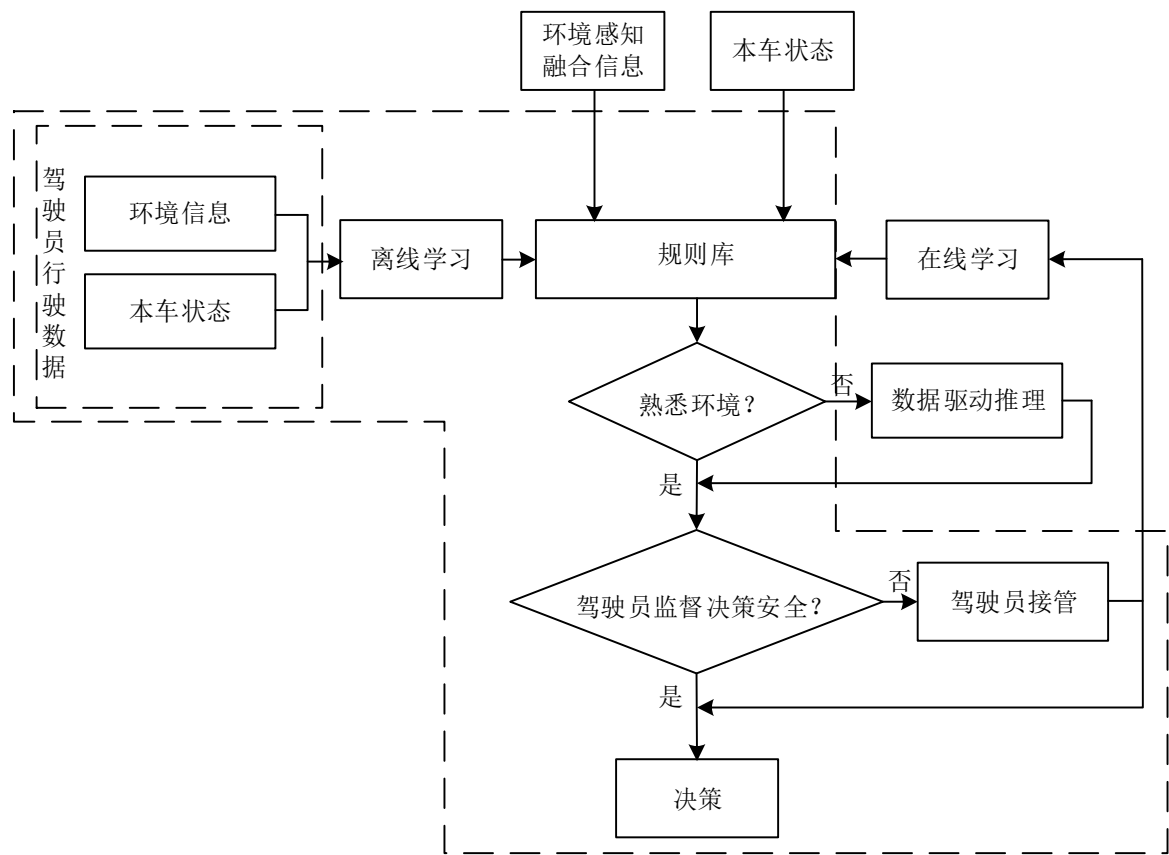 环境感知
融合信息
本车状态
驾驶员行驶数据
环境信息
本车状态
离线学习
规则库
在线学习
熟悉环境？
否
数据驱动推理
是
驾驶员监督决策安全？
否
驾驶员接管
是
决策